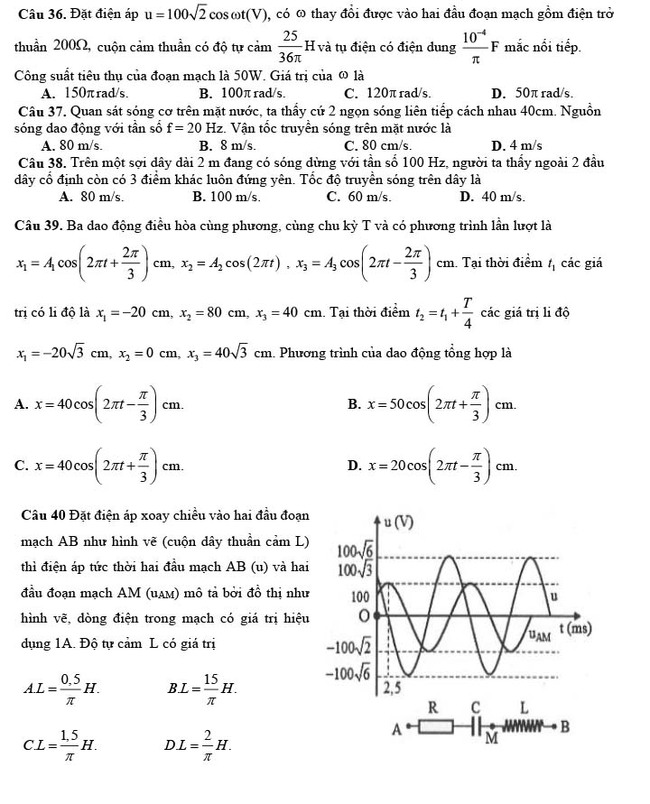 Câu 36. Đặt điện áp u = 100√2 cos ωt(V), có ω thay đổi được vào hai đầu đoạn mạch gồm điện trở
thuần 200Ω, cuộn cảm thuần có độ tự cảm 25/36π H và tụ điện có điện dung 10⁻⁴/π F mắc nối tiếp.
Công suất tiêu thụ của đoạn mạch là 50W. Giá trị của ω là
A. 150π rad/s. B. 100π rad/s. C. 120π rad/s. D. 50π rad/s.
Câu 37. Quan sát sóng cơ trên mặt nước, ta thấy cứ 2 ngọn sóng liên tiếp cách nhau 40cm. Nguồn
sóng dao động với tần số f = 20 Hz. Vận tốc truyền sóng trên mặt nước là
A. 80 m/s. B. 8 m/s. C. 80 cm/s. D. 4 m/s
Câu 38. Trên một sợi dây dài 2 m đang có sóng dừng với tần số 100 Hz, người ta thấy ngoài 2 đầu
dây cố định còn có 3 điểm khác luôn đứng yên. Tốc độ truyền sóng trên dây là
A. 80 m/s. B. 100 m/s. C. 60 m/s. D. 40 m/s.
Câu 39. Ba dao động điều hòa cùng phương, cùng chu kỳ T và có phương trình lần lượt là
x₁ = A₁ cos(2πt + 2π/3) cm, x₂ = A₂ cos(2πt) , x₃ = A₃ cos(2πt − 2π/3) cm. Tại thời điểm t₁ các giá
trị có li độ là x₁ = −20 cm, x₂ = 80 cm, x₃ = 40 cm. Tại thời điểm t₂ = t₁ + T/4 các giá trị li độ
x₁ = −20√3 cm, x₂ = 0 cm, x₃ = 40√3 cm. Phương trình của dao động tổng hợp là
A. x = 40cos(2πt − π/3) cm. B. x = 50cos(2πt + π/3) cm.
C. x = 40cos(2πt + π/3) cm. D. x = 20cos(2πt − π/3) cm.
Câu 40 Đặt điện áp xoay chiều vào hai đầu đoạn
mạch AB như hình vẽ (cuộn dây thuần cảm L)
thì điện áp tức thời hai đầu mạch AB (u) và hai
đầu đoạn mạch AM (uAM) mô tả bởi đồ thị như
hình vẽ, dòng điện trong mạch có giá trị hiệu
dụng 1A. Độ tự cảm L có giá trị
A.L = 0,5/π H. B.L = 15/π H.
C.L = 1,5/π H. D.L = 2/π H.
u (V)
100√6
100√3
100
O
−100√2
−100√6
2,5
u
uAM
t (ms)
R C L
A M B